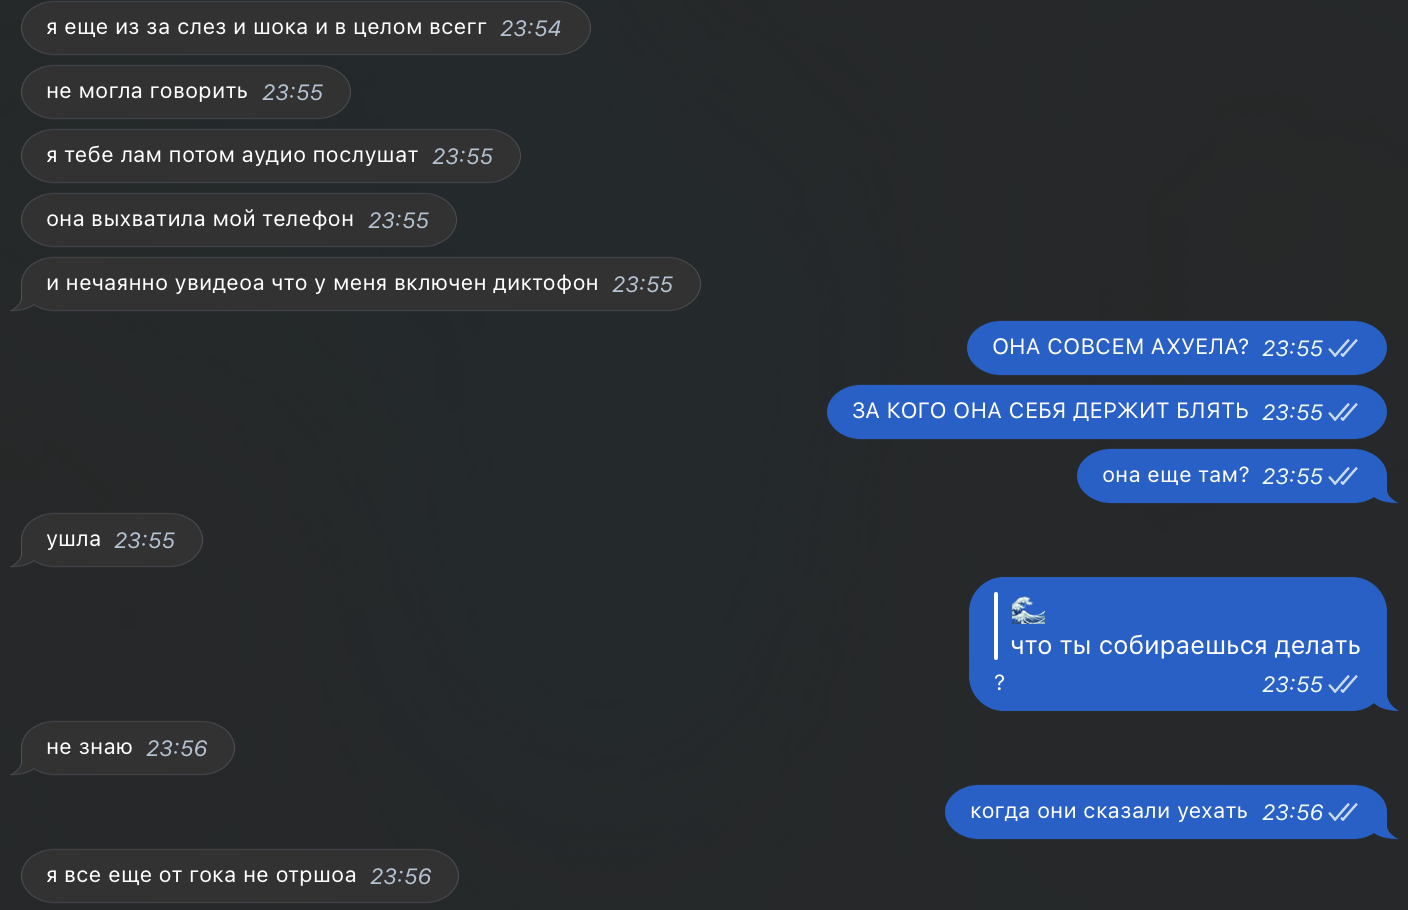 я еще из за слез и шока и в целом всегг 23:54
не могла говорить 23:55
я тебе лам потом аудио послушат 23:55
она выхватила мой телефон 23:55
и нечаянно увидеоа что у меня включен диктофон 23:55
ОНА СОВСЕМ АХУЕЛА? 23:55
ЗА КОГО ОНА СЕБЯ ДЕРЖИТ БЛЯТЬ 23:55
она еще там? 23:55
ушла 23:55
🌊
что ты собираешься делать
? 23:55
не знаю 23:56
когда они сказали уехать 23:56
я все еще от гока не отршоа 23:56